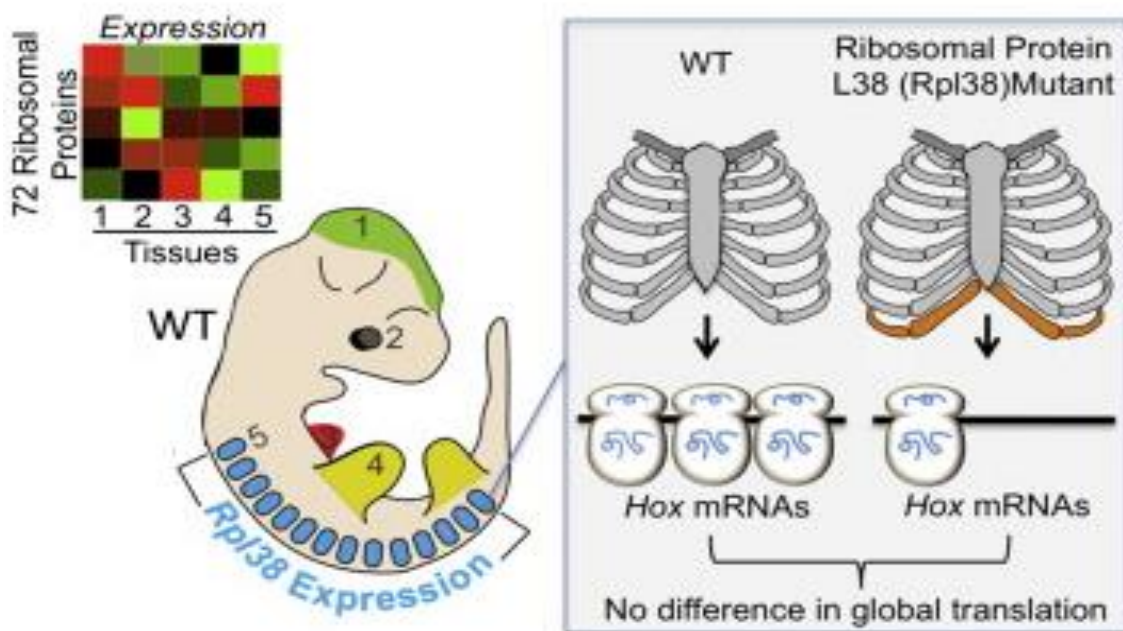 Expression
72 Ribosomal
Proteins
1 2 3 4 5
Tissues
WT
1
2
4
5
Rpl38 Expression
WT
Ribosomal Protein
L38 (Rpl38)Mutant
Hox mRNAs
Hox mRNAs
No difference in global translation